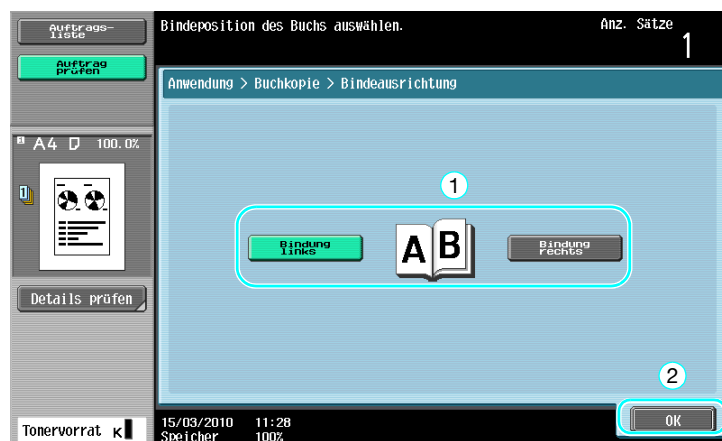 Auftrags-
liste
Auftrag
prüfen
A4 100.0%
1
Details prüfen
Tonervorrat K
Bindeposition des Buchs auswählen.
Anz. Sätze
1
Anwendung > Buchkopie > Bindeausrichtung
1
Bindung
links
A B
Bindung
rechts
2
OK
15/03/2010 11:28
Speicher 100%